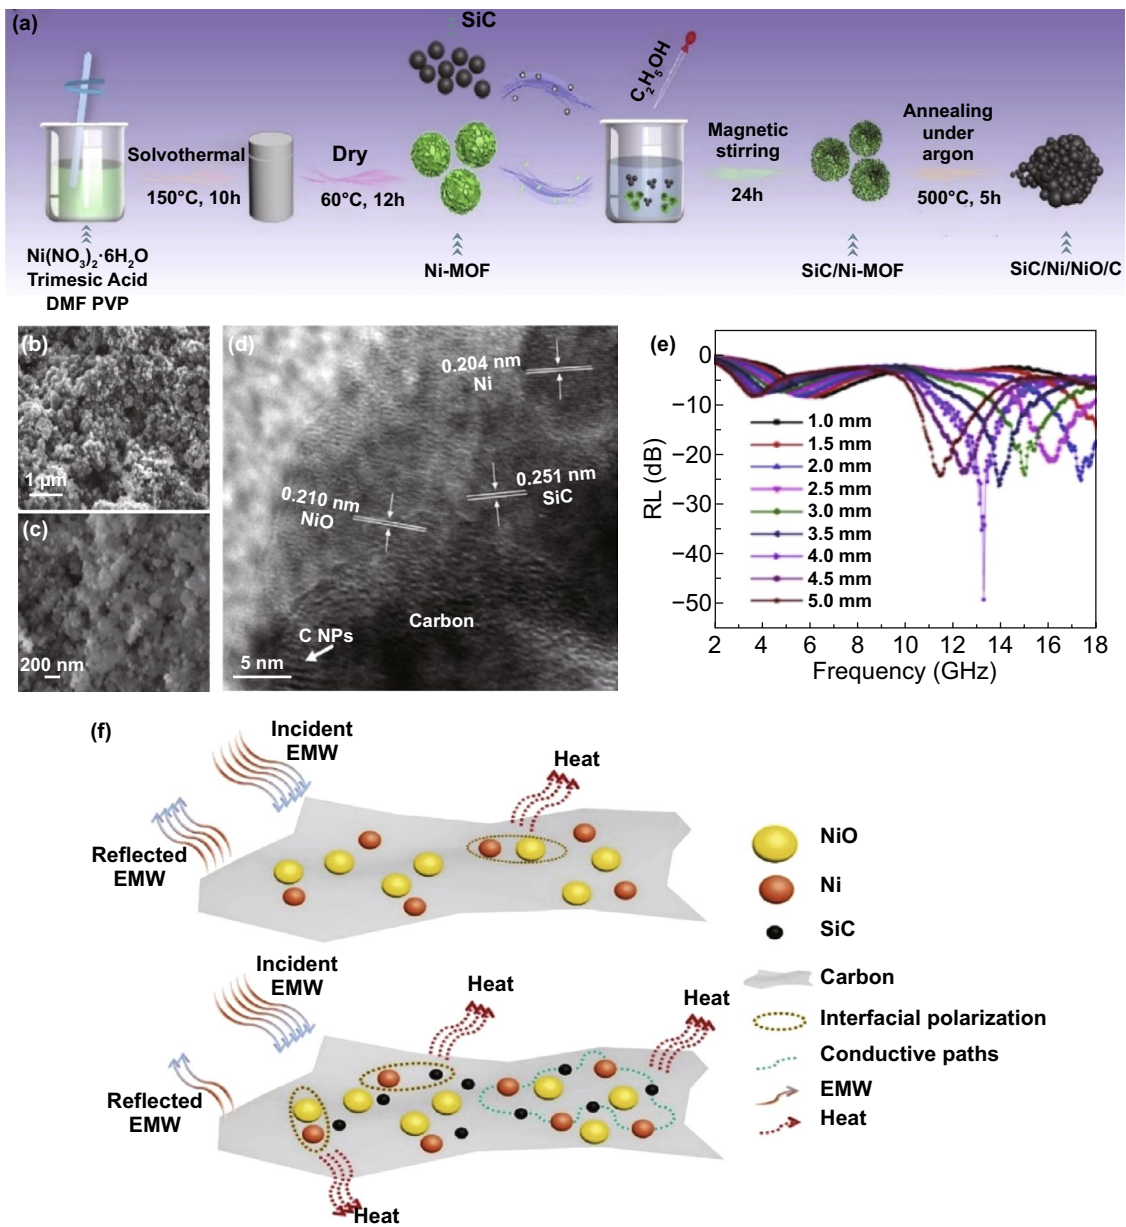 (a)
SiC
C₂H₅OH
Solvothermal
150°C, 10h
Dry
60°C, 12h
Magnetic
stirring
24h
Annealing
under
argon
500°C, 5h
Ni(NO₃)₂·6H₂O
Trimesic Acid
DMF PVP
Ni-MOF
SiC/Ni-MOF
SiC/Ni/NiO/C
(b)
1 μm
(c)
200 nm
(d)
0.204 nm
Ni
0.251 nm
SiC
0.210 nm
NiO
Carbon
C NPs
5 nm
(e)
RL (dB)
0
−10
−20
−30
−40
−50
1.0 mm
1.5 mm
2.0 mm
2.5 mm
3.0 mm
3.5 mm
4.0 mm
4.5 mm
5.0 mm
2 4 6 8 10 12 14 16 18
Frequency (GHz)
(f)
Incident
EMW
Heat
Reflected
EMW
Incident
EMW
Heat
Heat
Reflected
EMW
Heat
NiO
Ni
SiC
Carbon
Interfacial polarization
Conductive paths
EMW
Heat